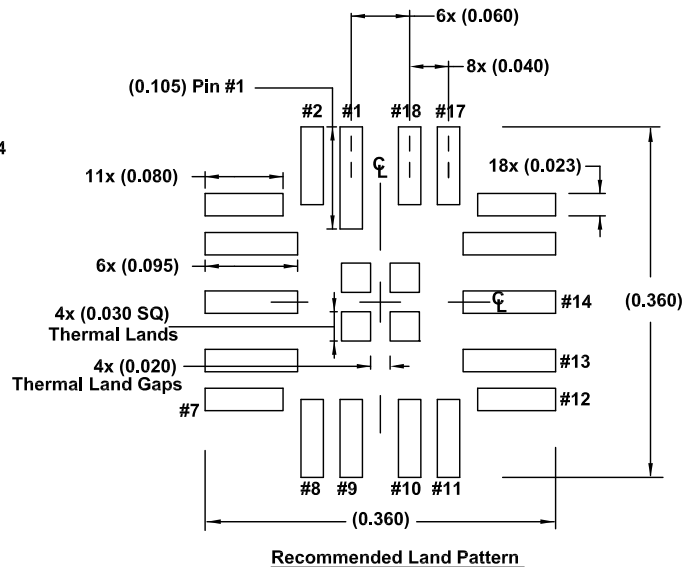 6x (0.060)
8x (0.040)
(0.105) Pin #1
#2 #1 #18 #17
4
11x (0.080)
18x (0.023)
℄
6x (0.095)
4x (0.030 SQ)
Thermal Lands
℄
#14
(0.360)
4x (0.020)
Thermal Land Gaps
#13
#7
#12
#8 #9 #10 #11
(0.360)
Recommended Land Pattern